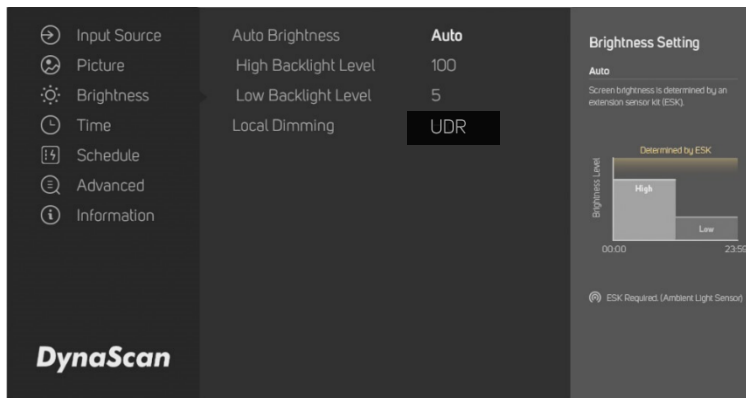 Input Source
Picture
Brightness
Time
Schedule
Advanced
Information
DynaScan
Auto Brightness Auto
High Backlight Level 100
Low Backlight Level 5
Local Dimming UDR
Brightness Setting
Auto
Screen brightness is determined by an
extension sensor kit (ESK).
Determined by ESK
Brightness Level
High
Low
00:00 23:59
ESK Required. (Ambient Light Sensor)